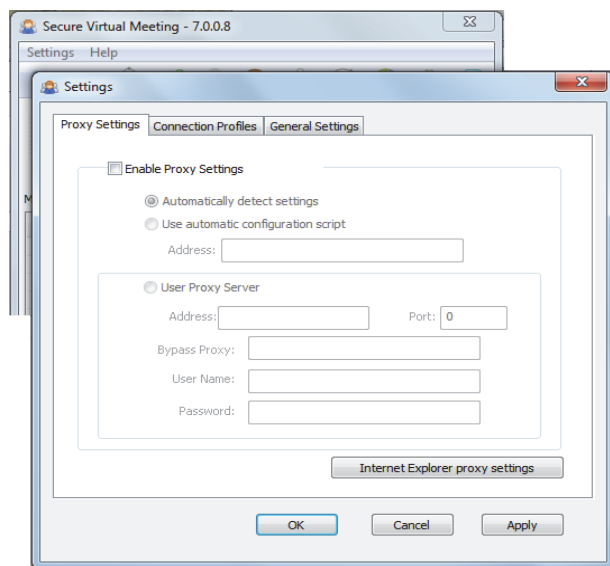 Secure Virtual Meeting - 7.0.0.8
Settings Help
Settings
Proxy Settings Connection Profiles General Settings
Enable Proxy Settings
Automatically detect settings
Use automatic configuration script
Address:
User Proxy Server
Address: Port: 0
Bypass Proxy:
User Name:
Password:
Internet Explorer proxy settings
OK Cancel Apply